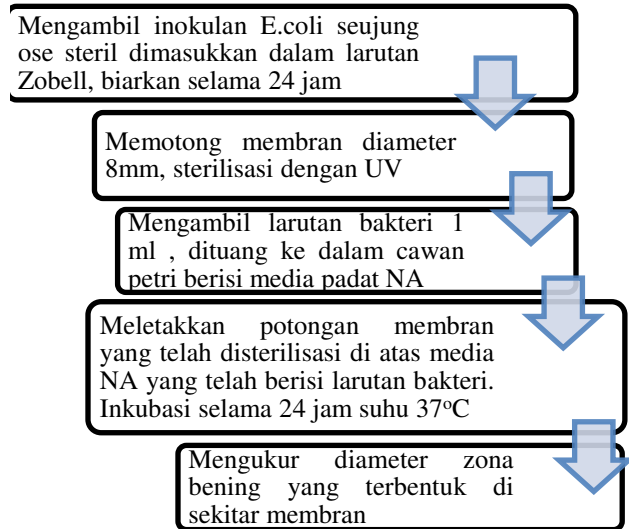 Mengambil inokulan E.coli seujung
ose steril dimasukkan dalam larutan
Zobell, biarkan selama 24 jam
Memotong membran diameter
8mm, sterilisasi dengan UV
Mengambil larutan bakteri 1
ml , dituang ke dalam cawan
petri berisi media padat NA
Meletakkan potongan membran
yang telah disterilisasi di atas media
NA yang telah berisi larutan bakteri.
Inkubasi selama 24 jam suhu 37°C
Mengukur diameter zona
bening yang terbentuk di
sekitar membran